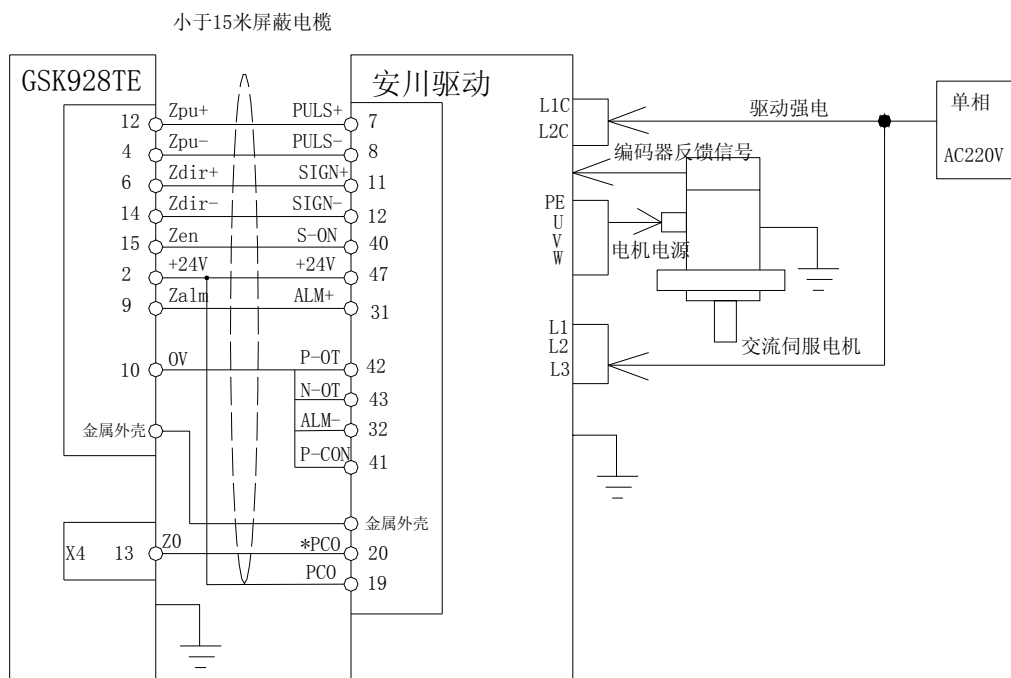 小于15米屏蔽电榄
GSK928TE
安川驱动
12 Zpu+ PULS+ 7
4 Zpu- PULS- 8
6 Zdir+ SIGN+ 11
14 Zdir- SIGN- 12
15 Zen S-ON 40
2 +24V +24V 47
9 Zalm ALM+ 31
10 0V P-OT 42
N-OT 43
ALM- 32
P-CON 41
金属外壳
金属外壳
X4 13 Z0 *PCO 20
PCO 19
L1C
L2C
驱动强电
单相
AC220V
编码器反馈信号
PE
U
V
W
电机电源
L1
L2
L3
交流伺服电机